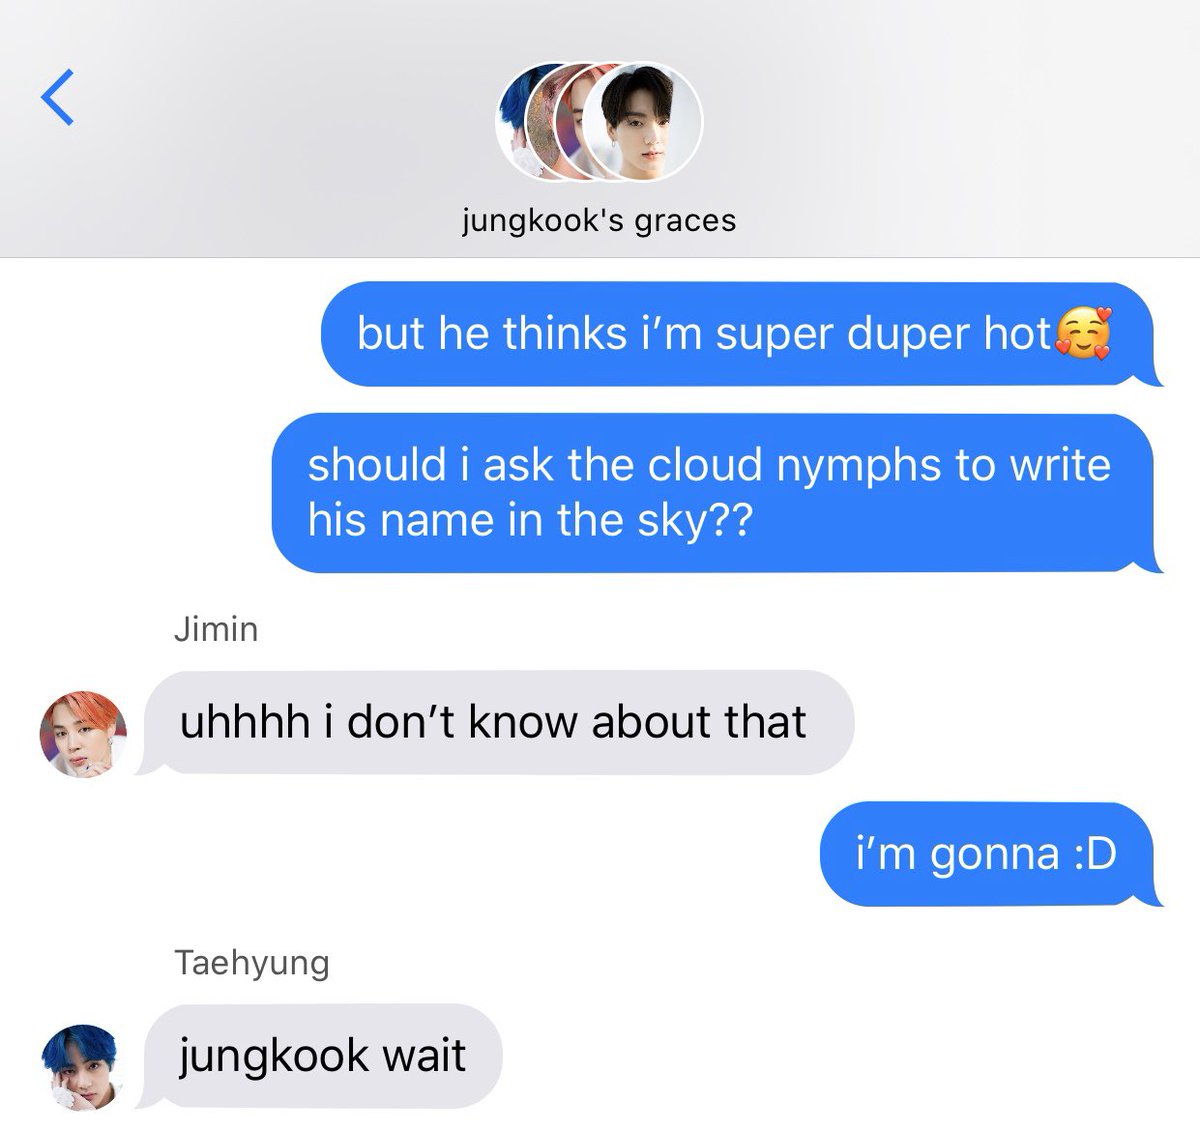 jungkook's graces
but he thinks i’m super duper hot🥰
should i ask the cloud nymphs to write
his name in the sky??
Jimin
uhhhh i don’t know about that
i’m gonna :D
Taehyung
jungkook wait